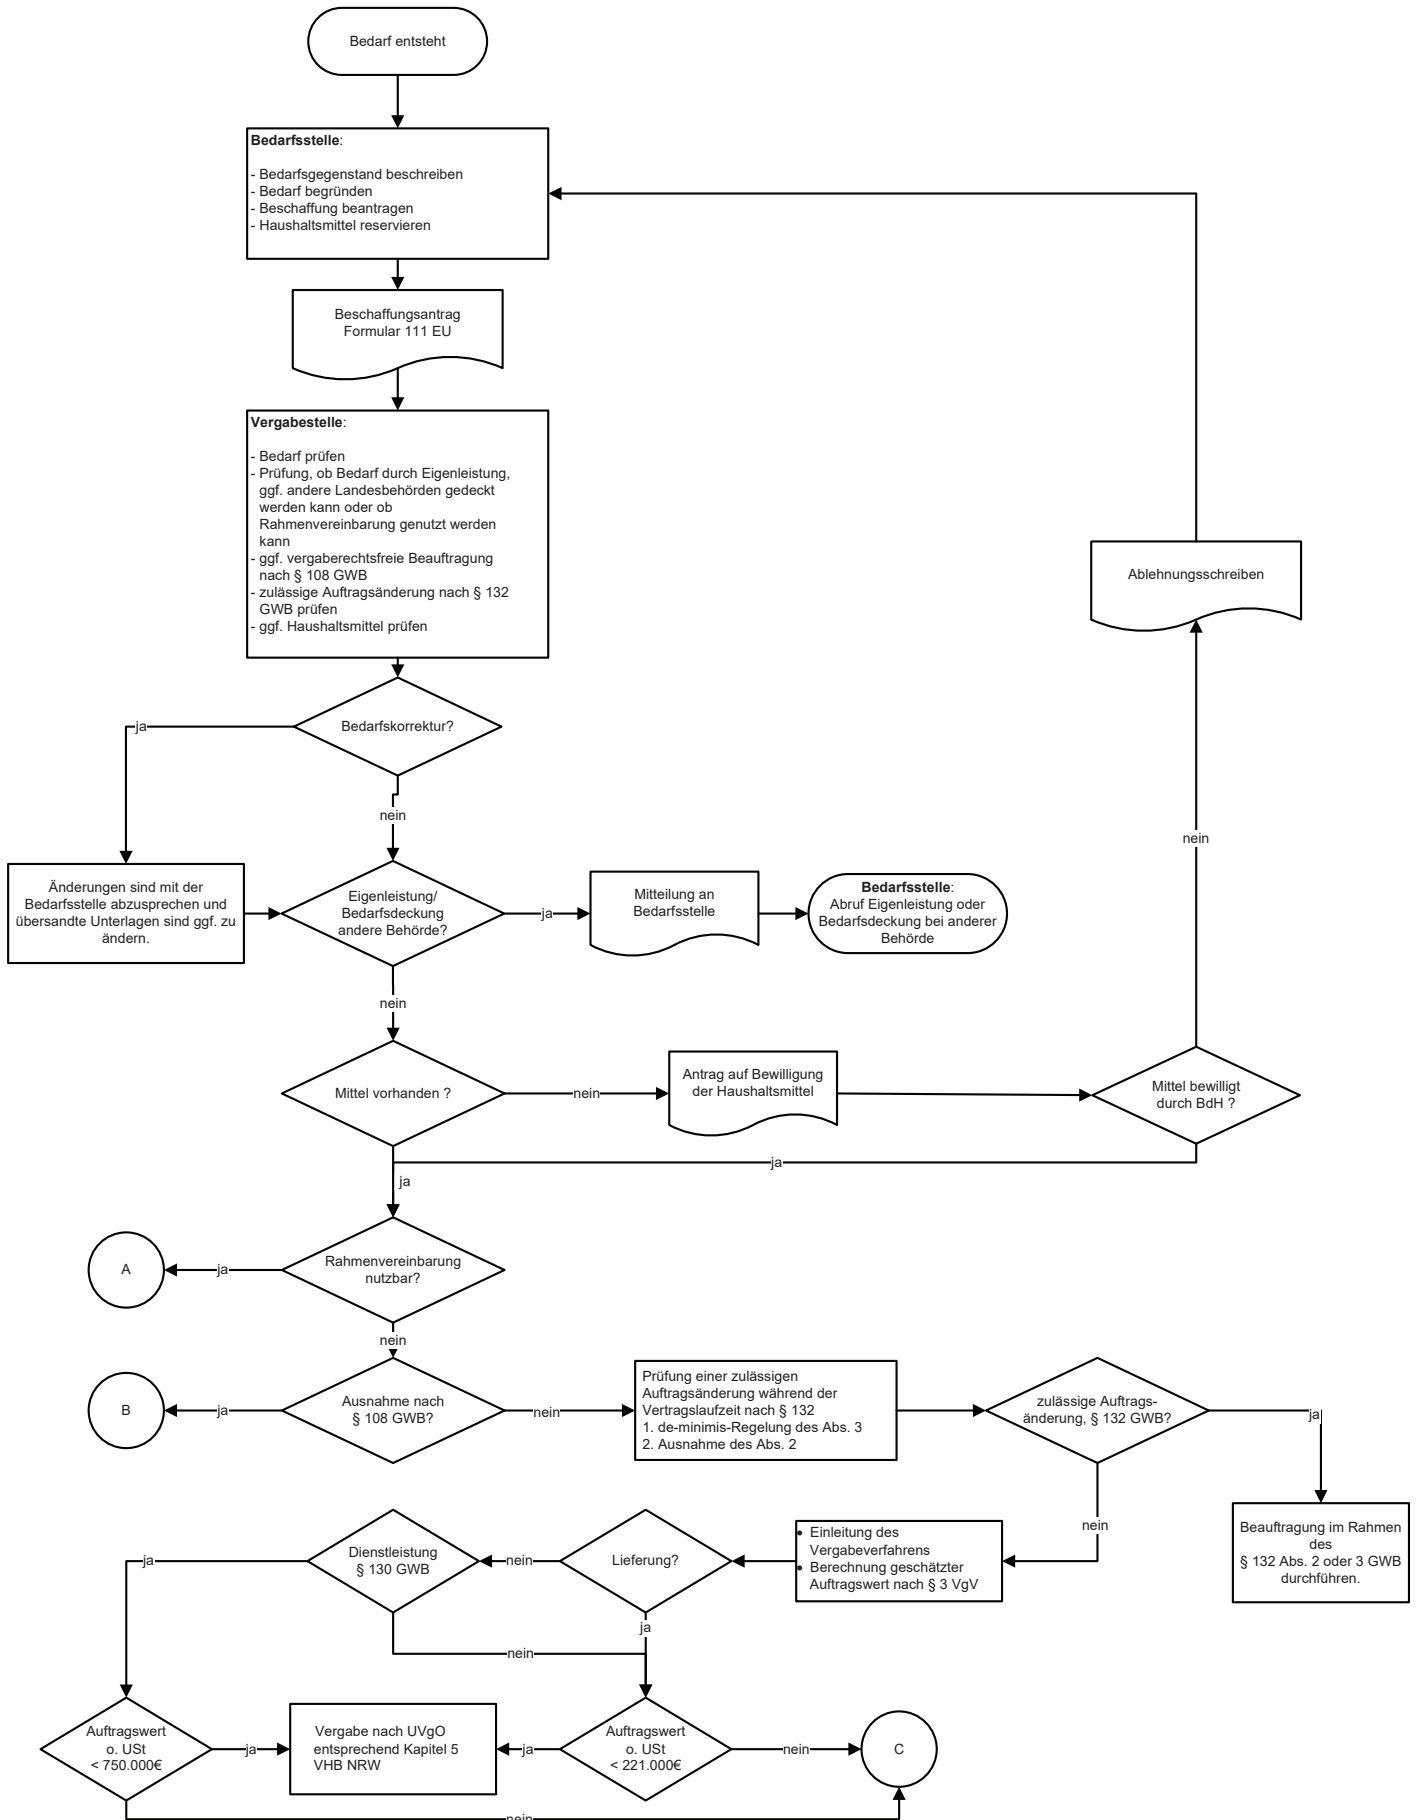 Bedarf entsteht
Bedarfsstelle:
- Bedarfsgegenstand beschreiben
- Bedarf begründen
- Beschaffung beantragen
- Haushaltsmittel reservieren
Beschaffungsantrag
Formular 111 EU
Vergabestelle:
- Bedarf prüfen
- Prüfung, ob Bedarf durch Eigenleistung,
ggf. andere Landesbehörden gedeckt
werden kann oder ob
Rahmenvereinbarung genutzt werden
kann
- ggf. vergaberechtsfreie Beauftragung
nach § 108 GWB
- zulässige Auftragsänderung nach § 132
GWB prüfen
- ggf. Haushaltsmittel prüfen
Ablehnungsschreiben
Bedarfskorrektur?
ja
nein
nein
Änderungen sind mit der
Bedarfsstelle abzusprechen und
übersandte Unterlagen sind ggf. zu
ändern.
Eigenleistung/
Bedarfsdeckung
andere Behörde?
ja
Mitteilung an
Bedarfsstelle
Bedarfsstelle:
Abruf Eigenleistung oder
Bedarfsdeckung bei anderer
Behörde
nein
Mittel vorhanden ?
nein
Antrag auf Bewilligung
der Haushaltsmittel
Mittel bewilligt
durch BdH ?
ja
ja
A
ja
Rahmenvereinbarung
nutzbar?
nein
B
ja
Ausnahme nach
§ 108 GWB?
nein
Prüfung einer zulässigen
Auftragsänderung während der
Vertragslaufzeit nach § 132
1. de-minimis-Regelung des Abs. 3
2. Ausnahme des Abs. 2
zulässige Auftrags-
änderung, § 132 GWB?
ja
nein
Beauftragung im Rahmen
des
§ 132 Abs. 2 oder 3 GWB
durchführen.
• Einleitung des
Vergabeverfahrens
• Berechnung geschätzter
Auftragswert nach § 3 VgV
Lieferung?
nein
Dienstleistung
§ 130 GWB
ja
ja
nein
Auftragswert
o. USt
< 750.000€
ja
Vergabe nach UVgO
entsprechend Kapitel 5
VHB NRW
ja
Auftragswert
o. USt
< 221.000€
nein
C
nein